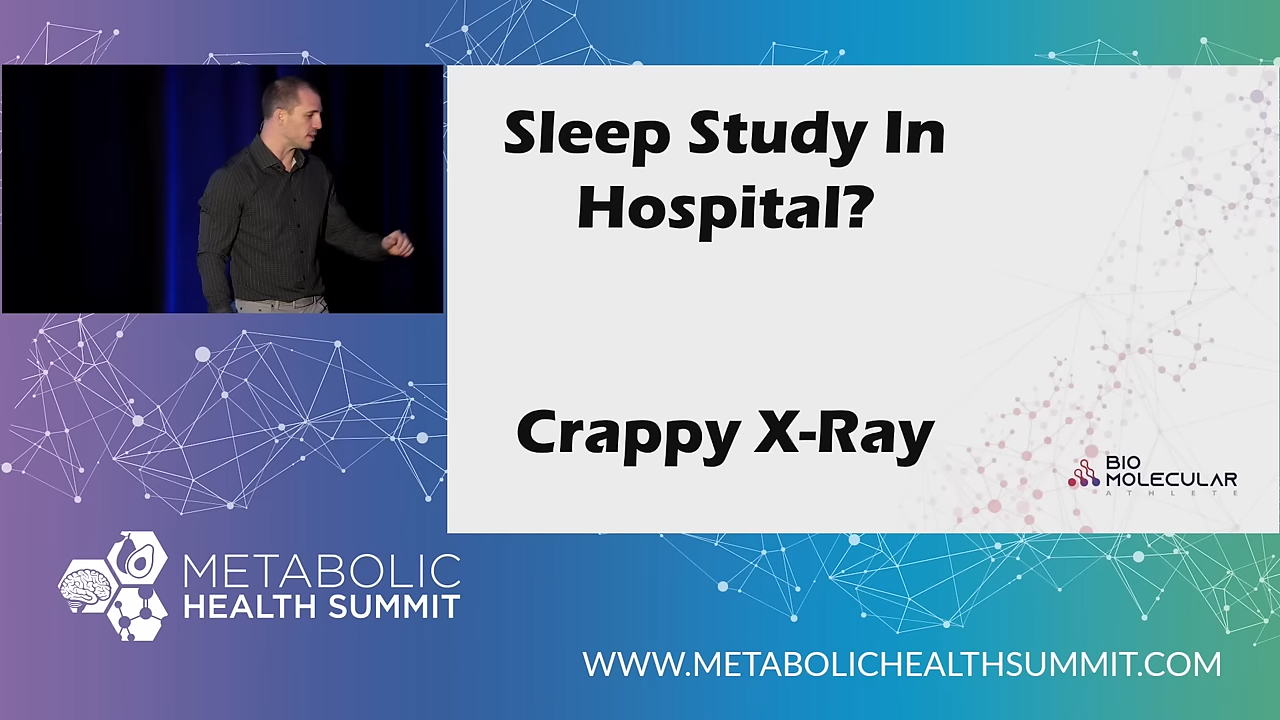 Sleep Study In
Hospital?
Crappy X-Ray
BIO
MOLECULAR
ATHLETE
METABOLIC
HEALTH SUMMIT
WWW.METABOLICHEALTHSUMMIT.COM